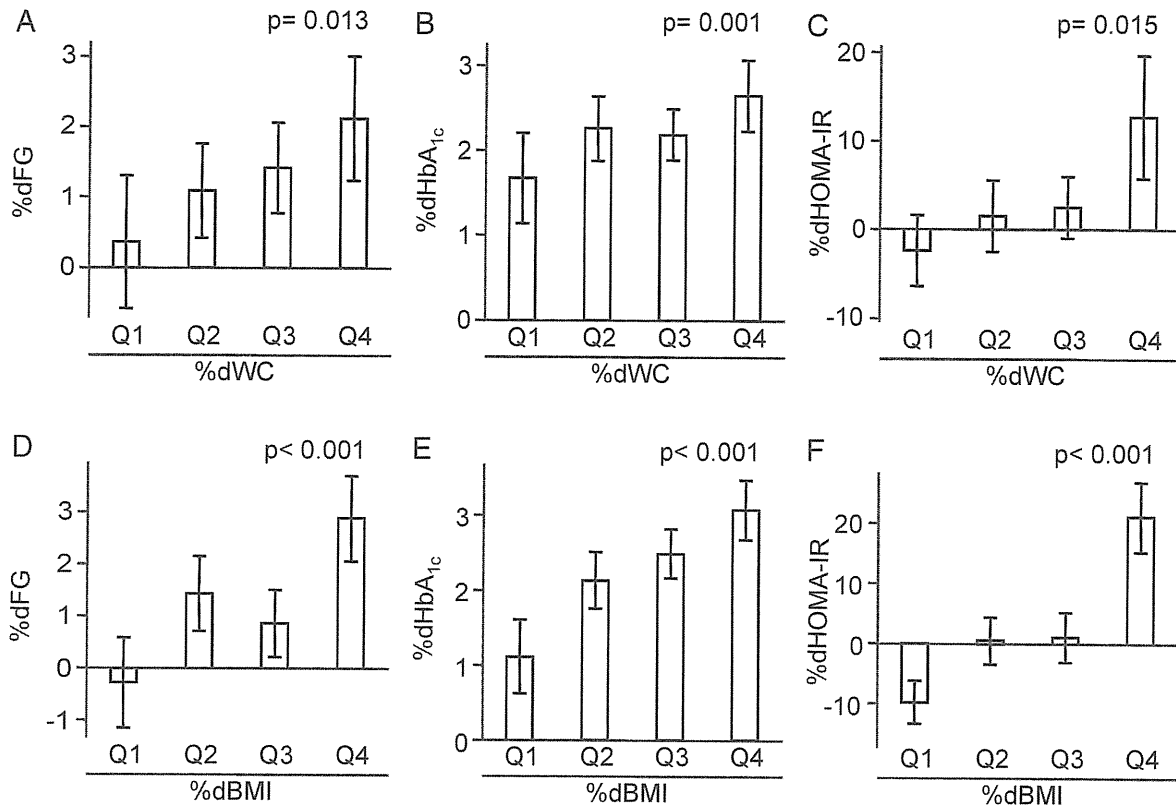 A
p= 0.013
%dFG
3
2
1
0
Q1 Q2 Q3 Q4
%dWC
B
p= 0.001
%dHbA1c
3
2
1
0
Q1 Q2 Q3 Q4
%dWC
C
p= 0.015
%dHOMA-IR
20
10
0
-10
Q1 Q2 Q3 Q4
%dWC
D
p< 0.001
%dFG
3
2
1
0
-1
Q1 Q2 Q3 Q4
%dBMI
E
p< 0.001
%dHbA1c
3
2
1
0
Q1 Q2 Q3 Q4
%dBMI
F
p< 0.001
%dHOMA-IR
20
10
0
-10
Q1 Q2 Q3 Q4
%dBMI